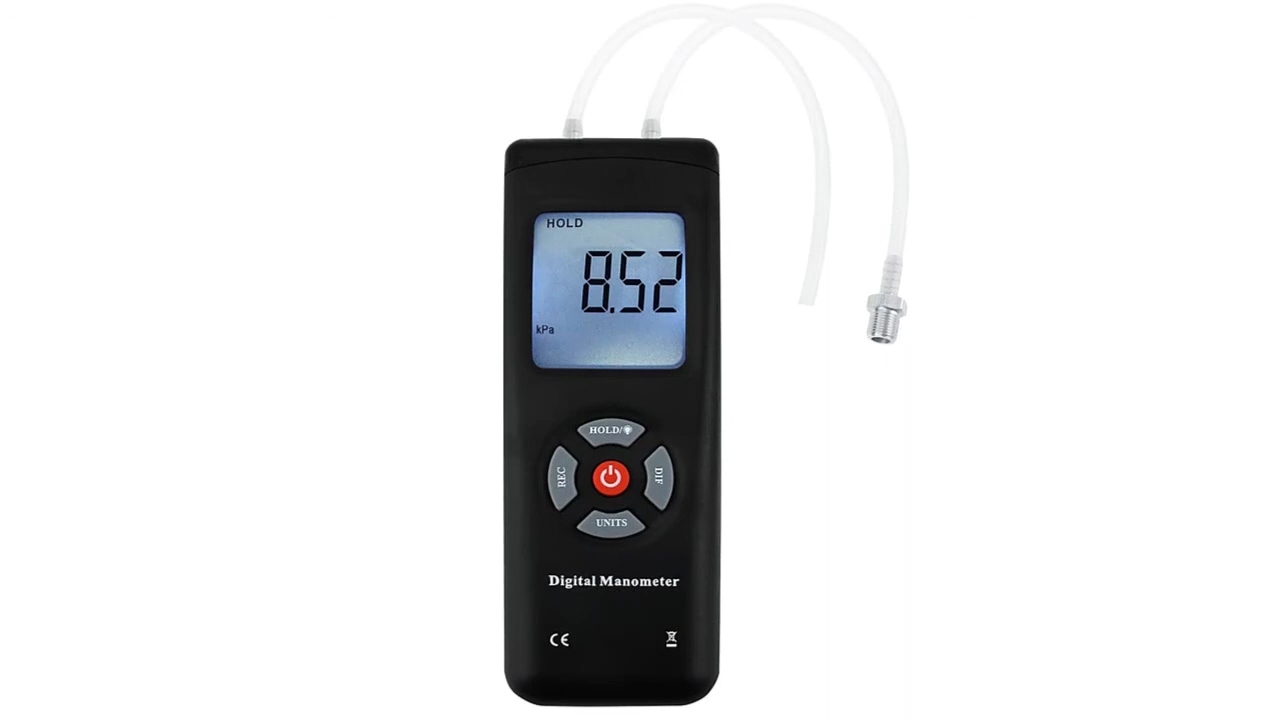 HOLD
8.52
kPa
HOLD/
REC
DIF
UNITS
Digital Manometer
CE